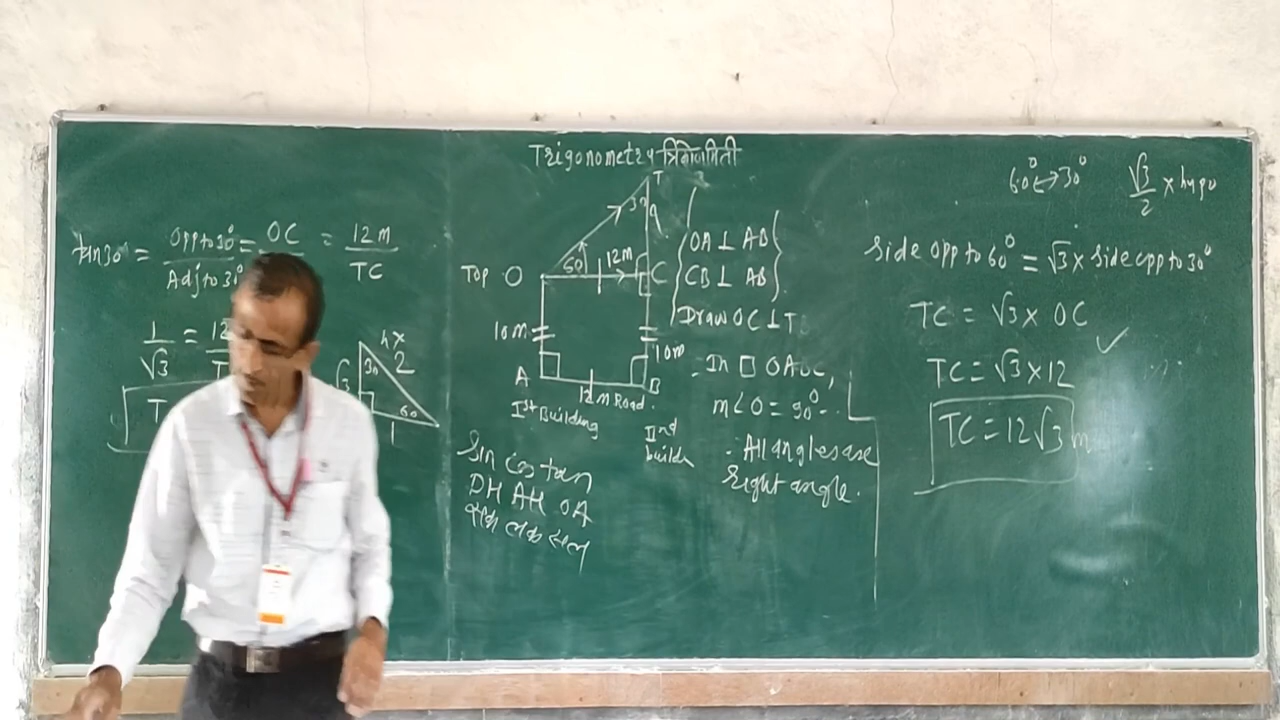 Trigonometry त्रिकोणमिती
tan30° = Opp to 30° / Adj to 30° = OC / TC = 12M / TC
1/√3 = 12
T
hx
30
2
√3
60
1
T
30
60
12M
Top O
C
10M
10m
A
B
12M Road.
Ist Building
IInd
Sin cos tan
OH AH OA
OA ⊥ AB
CB ⊥ AB
Draw OC ⊥ T
In □ OABC,
m∠O = 90°
All angles are
right angle.
60° ↔ 30°
√3/2 × hypo
Side opp to 60° = √3 × side opp to 30°
TC = √3 × OC
TC = √3 × 12
TC = 12√3 m